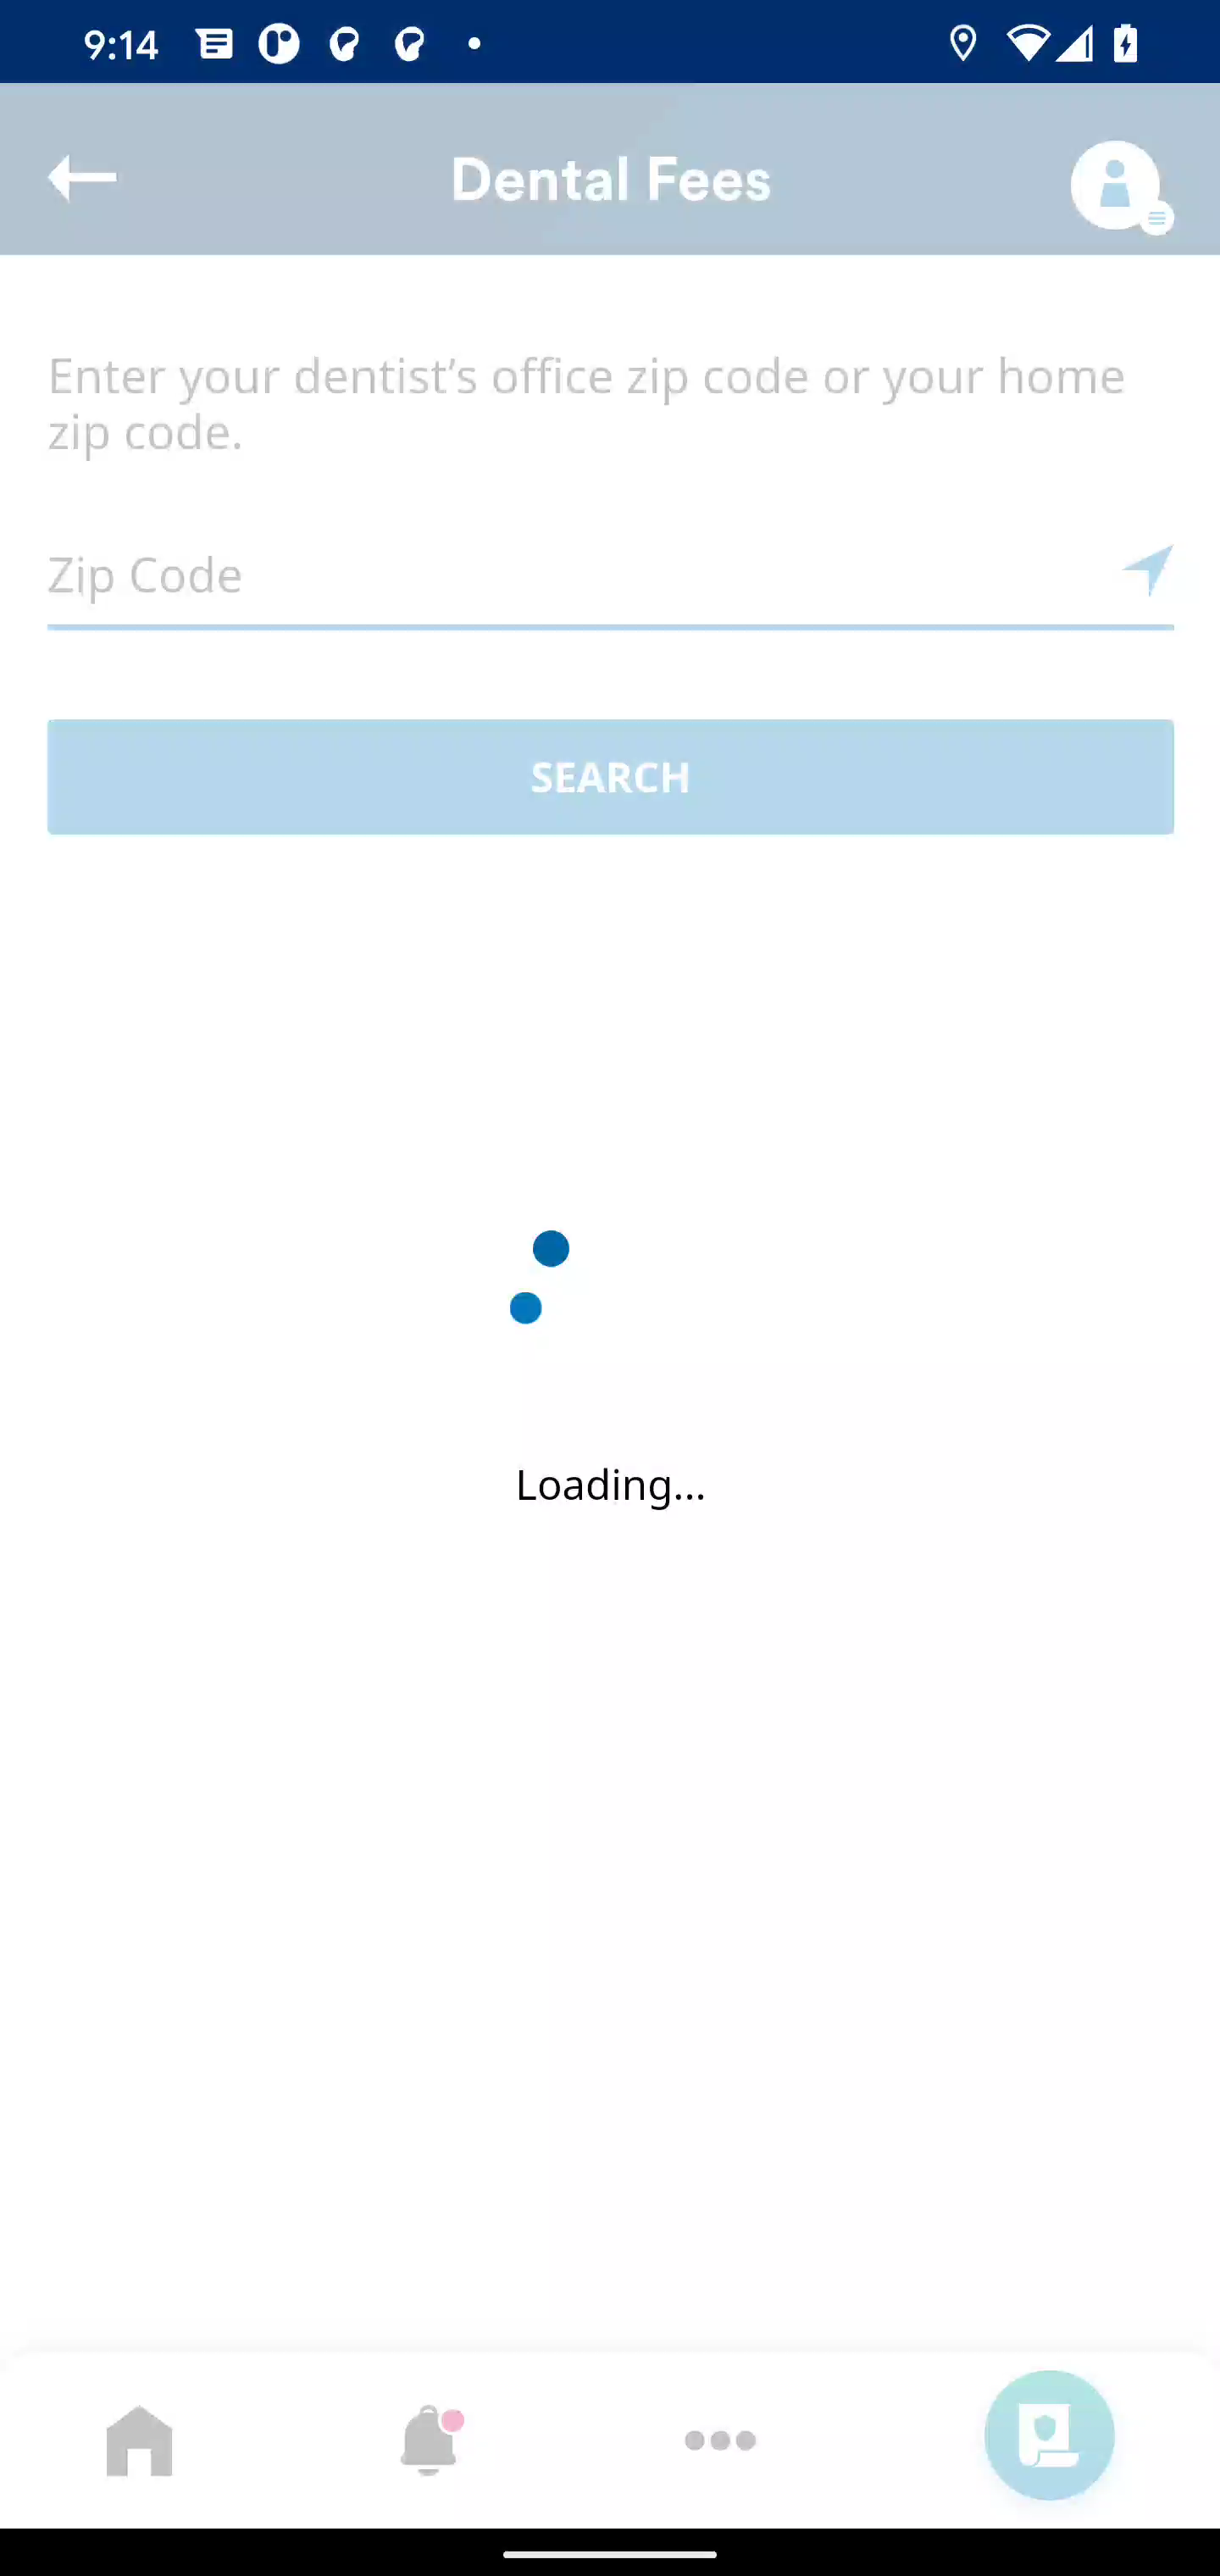 9:14
Dental Fees
Enter your dentist’s office zip code or your home
zip code.
Zip Code
SEARCH
Loading...